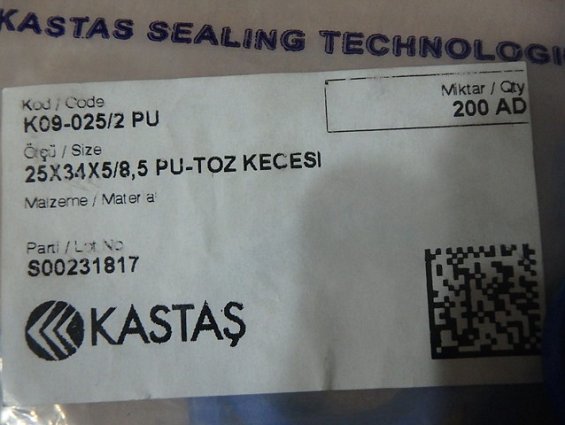 KASTAS SEALING TECHNOLOGI
Kod / Code
K09-025/2 PU
Miktar / Qty
200 AD
Ölçü / Size
25X34X5/8,5 PU-TOZ KECESI
Malzeme / Material
Parti / Lot No
S00231817
KASTAŞ